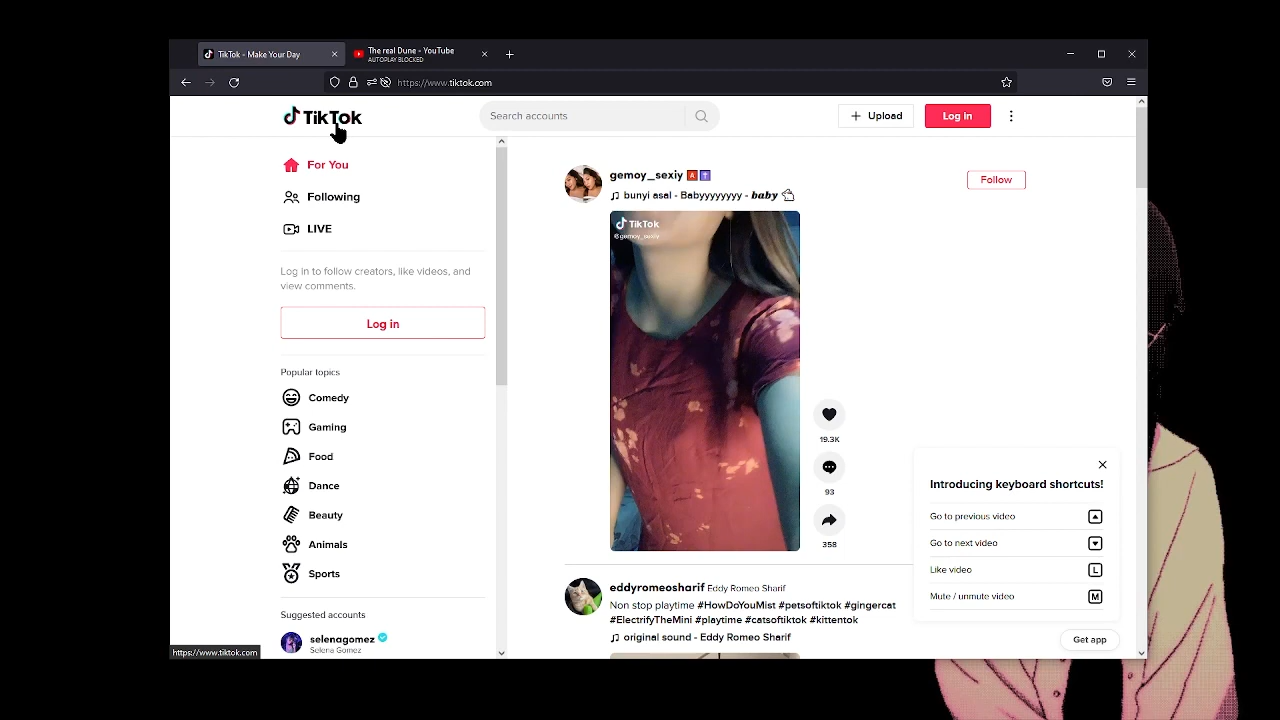 TikTok - Make Your Day
The real Dune - YouTube
AUTOPLAY BLOCKED
https://www.tiktok.com
TikTok
Search accounts
Upload
Log in
For You
Following
LIVE
Log in to follow creators, like videos, and
view comments.
Log in
Popular topics
Comedy
Gaming
Food
Dance
Beauty
Animals
Sports
Suggested accounts
selenagomez
Selena Gomez
https://www.tiktok.com
gemoy_sexiy 🅰✝
Follow
♫ bunyi asal - Babyyyyyyyy - baby
TikTok
@gemoy_sexiy
19.3K
93
358
eddyromeosharif Eddy Romeo Sharif
Non stop playtime #HowDoYouMist #petsoftiktok #gingercat
#ElectrifyTheMini #playtime #catsoftiktok #kittentok
♫ original sound - Eddy Romeo Sharif
Introducing keyboard shortcuts!
Go to previous video
Go to next video
Like video L
Mute / unmute video M
Get app